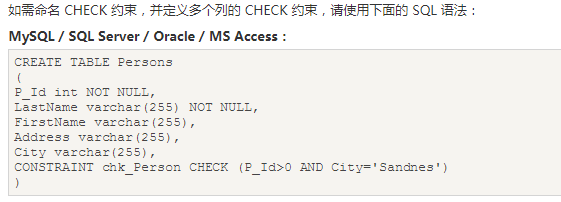 如需命名 CHECK 约束，并定义多个列的 CHECK 约束，请使用下面的 SQL 语法：
MySQL / SQL Server / Oracle / MS Access：
CREATE TABLE Persons
(
P_Id int NOT NULL,
LastName varchar(255) NOT NULL,
FirstName varchar(255),
Address varchar(255),
City varchar(255),
CONSTRAINT chk_Person CHECK (P_Id>0 AND City='Sandnes')
)